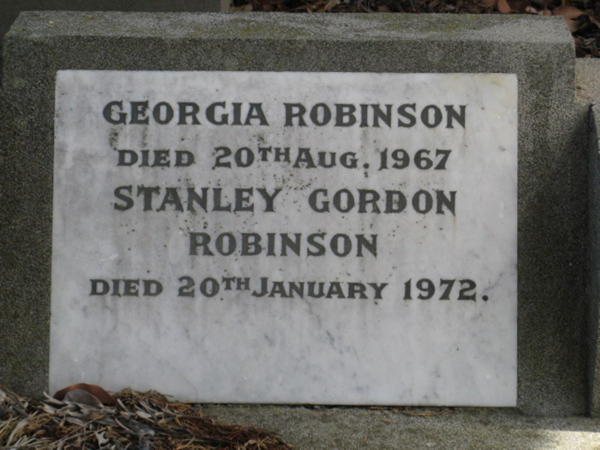 GEORGIA ROBINSON
DIED 20TH AUG. 1967
STANLEY GORDON
ROBINSON
DIED 20TH JANUARY 1972.